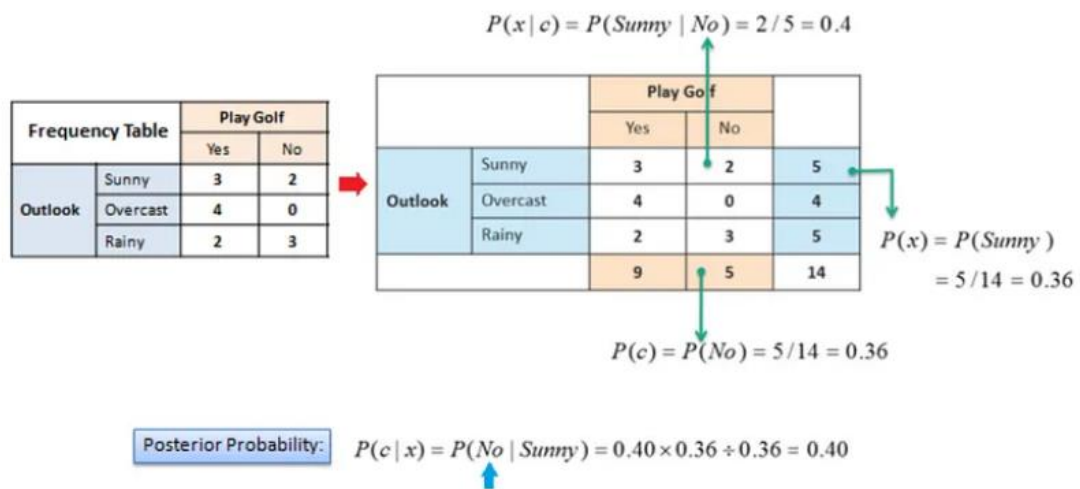 P(x | c) = P(Sunny | No) = 2 / 5 = 0.4
Frequency Table
Play Golf
Yes No
Outlook
Sunny 3 2
Overcast 4 0
Rainy 2 3
Play Golf
Yes No
Outlook
Sunny 3 2 5
Overcast 4 0 4
Rainy 2 3 5
9 5 14
P(x) = P(Sunny )
= 5 /14 = 0.36
P(c) = P(No) = 5/14 = 0.36
Posterior Probability:
P(c | x) = P(No | Sunny) = 0.40 × 0.36 ÷ 0.36 = 0.40